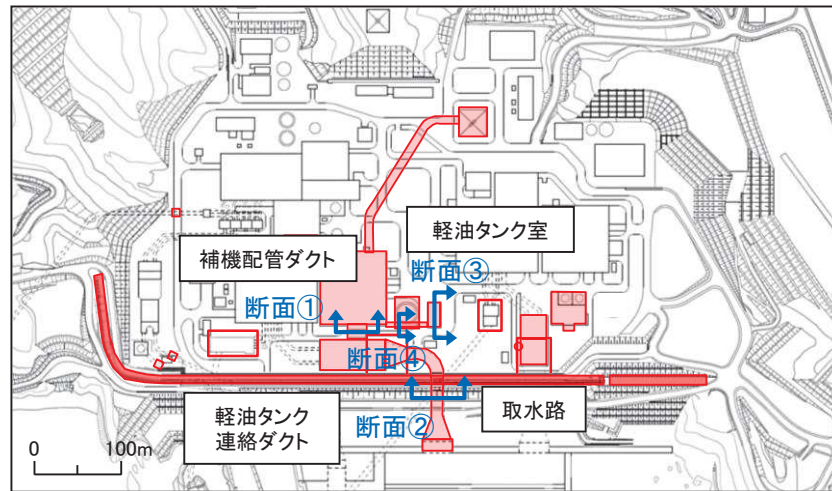 軽油タンク室
補機配管ダクト
断面③
断面①
断面④
軽油タンク
連絡ダクト
取水路
断面②
0 100m